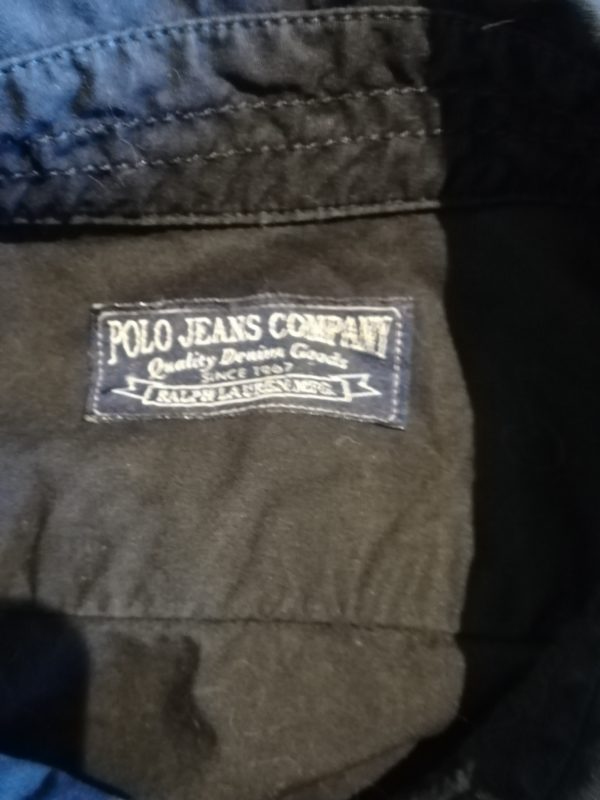 POLO JEANS COMPANY
Quality Denim Goods
SINCE 1967
RALPH LAUREN MFG.